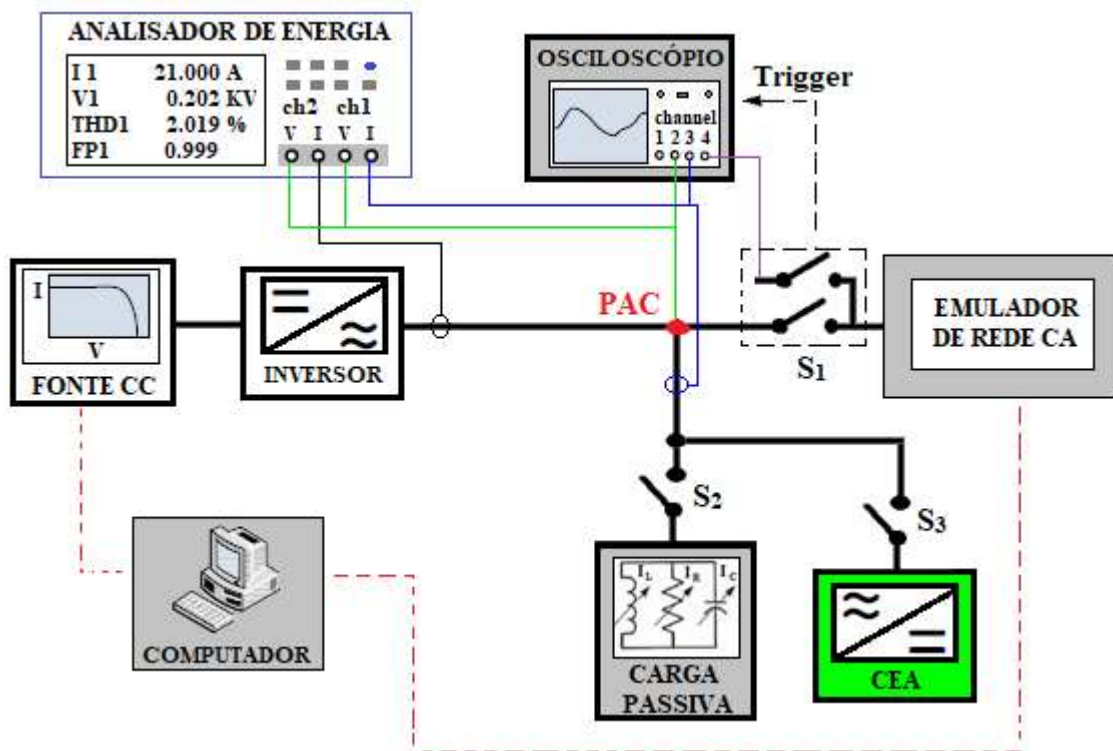 ANALISADOR DE ENERGIA
I 1 21.000 A
V1 0.202 KV
THD1 2.019 %
FP1 0.999
ch2 ch1
V I V I
OSCILOSCÓPIO
channel
1 2 3 4
Trigger
I
V
FONTE CC
INVERSOR
PAC
S1
EMULADOR
DE REDE CA
S2
S3
COMPUTADOR
IL IR IC
CARGA
PASSIVA
CEA